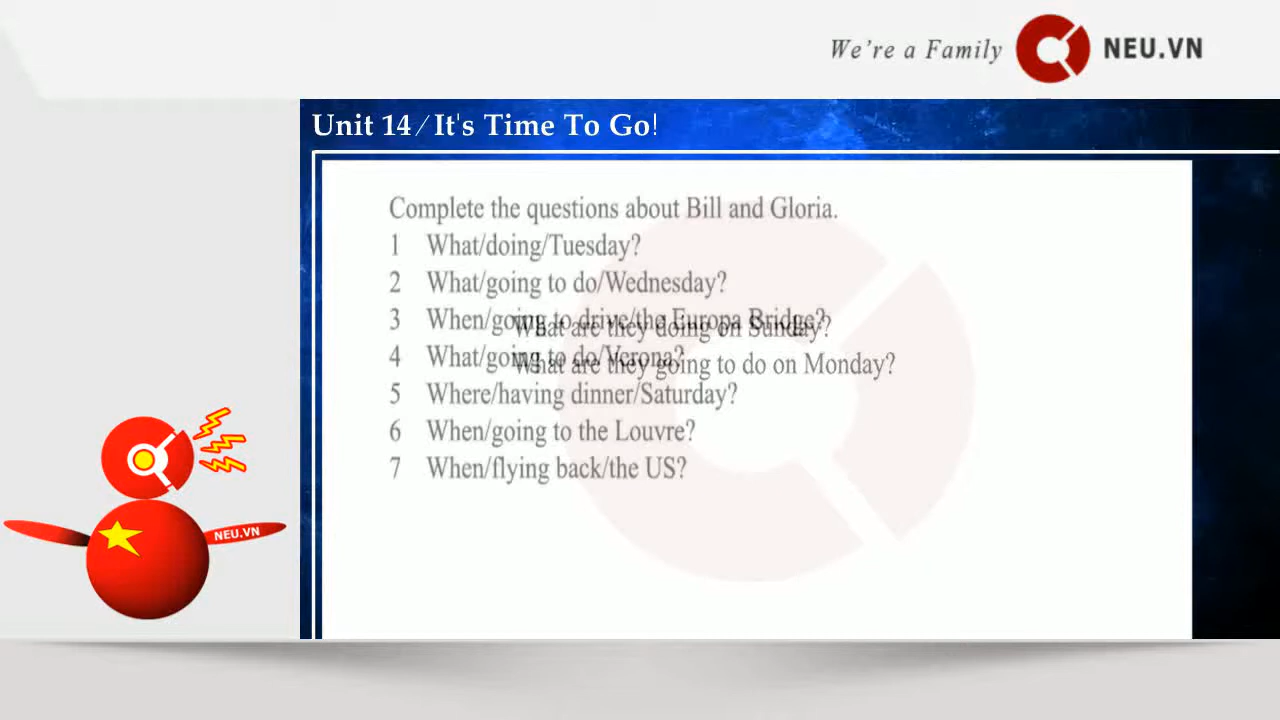 We're a Family NEU.VN
Unit 14 / It's Time To Go!
Complete the questions about Bill and Gloria.
1 What/doing/Tuesday?
2 What/going to do/Wednesday?
3 When/going to drive/the Europa Bridge?
What are they doing on Sunday?
4 What/going to do/Verona?
What are they going to do on Monday?
5 Where/having dinner/Saturday?
6 When/going to the Louvre?
7 When/flying back/the US?
NEU.VN